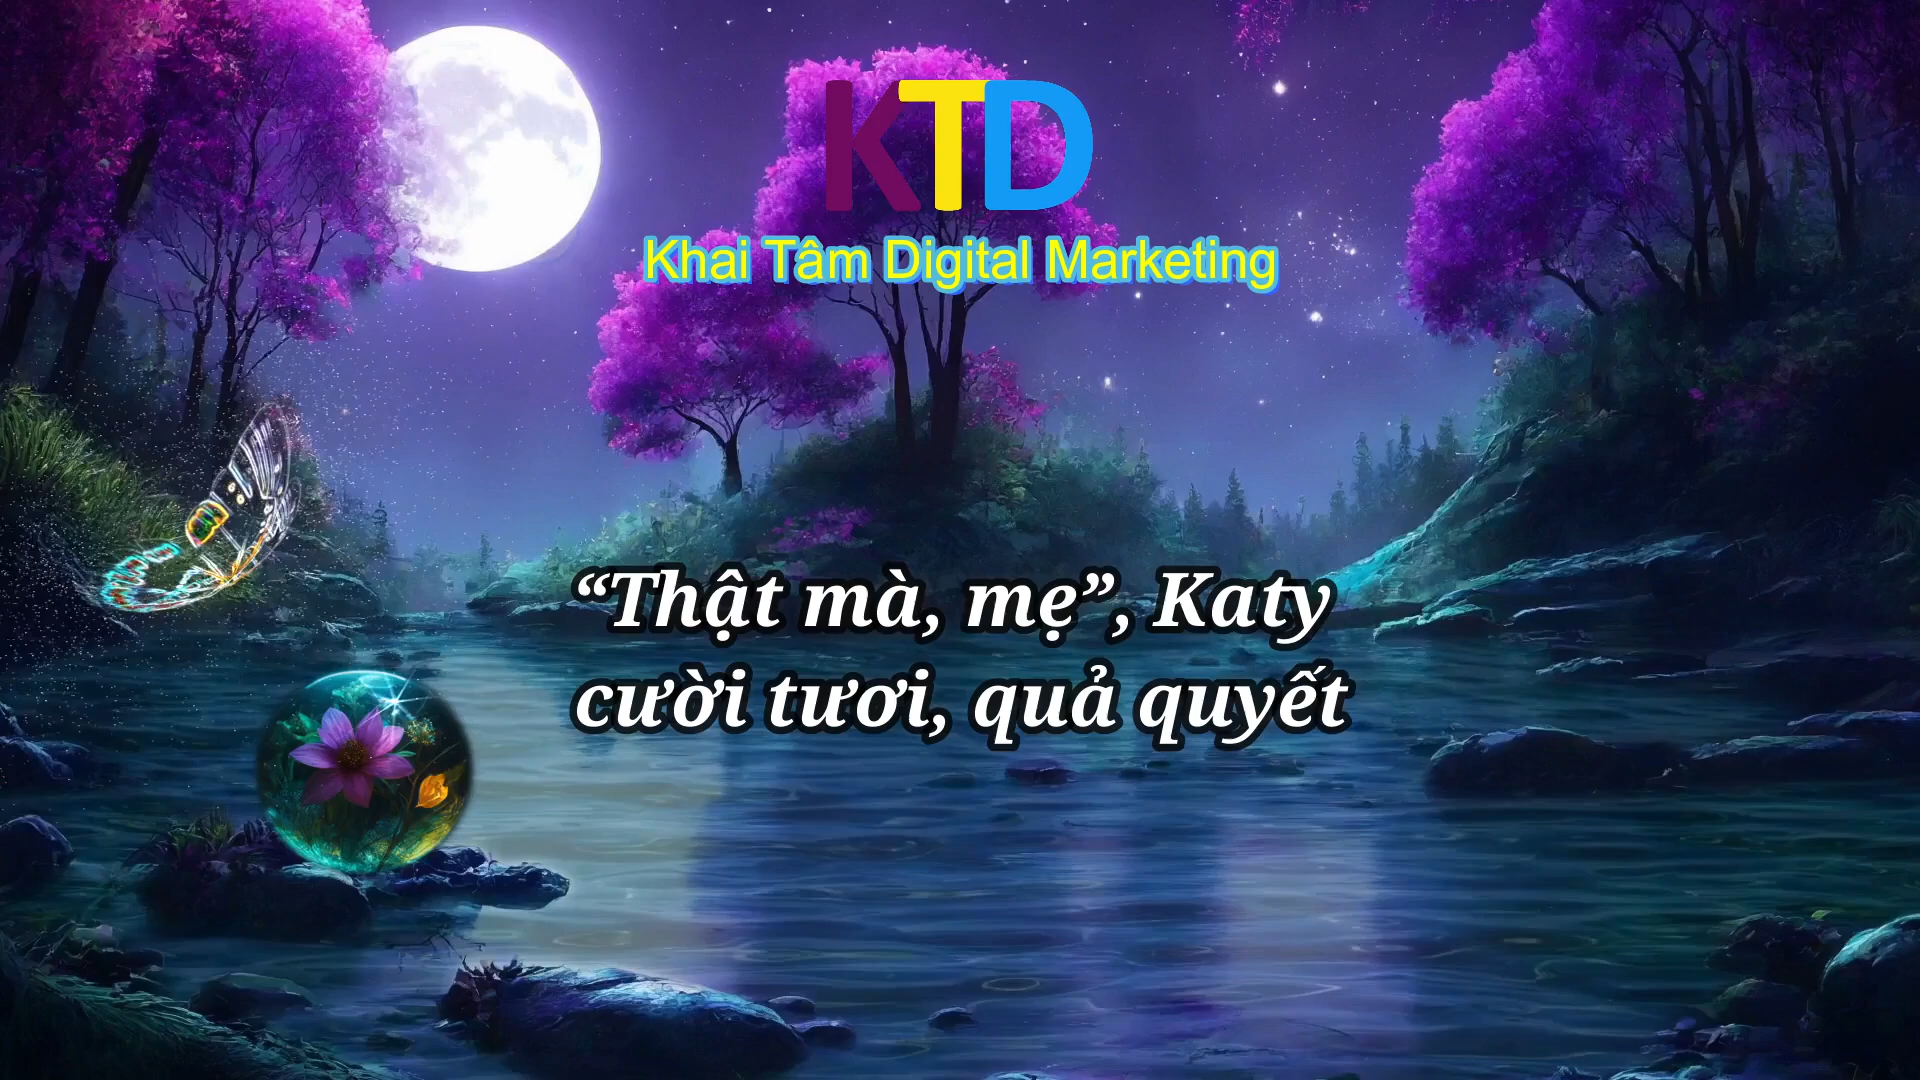 KTD
Khai Tâm Digital Marketing
“Thật mà, mẹ”, Katy
cười tươi, quả quyết